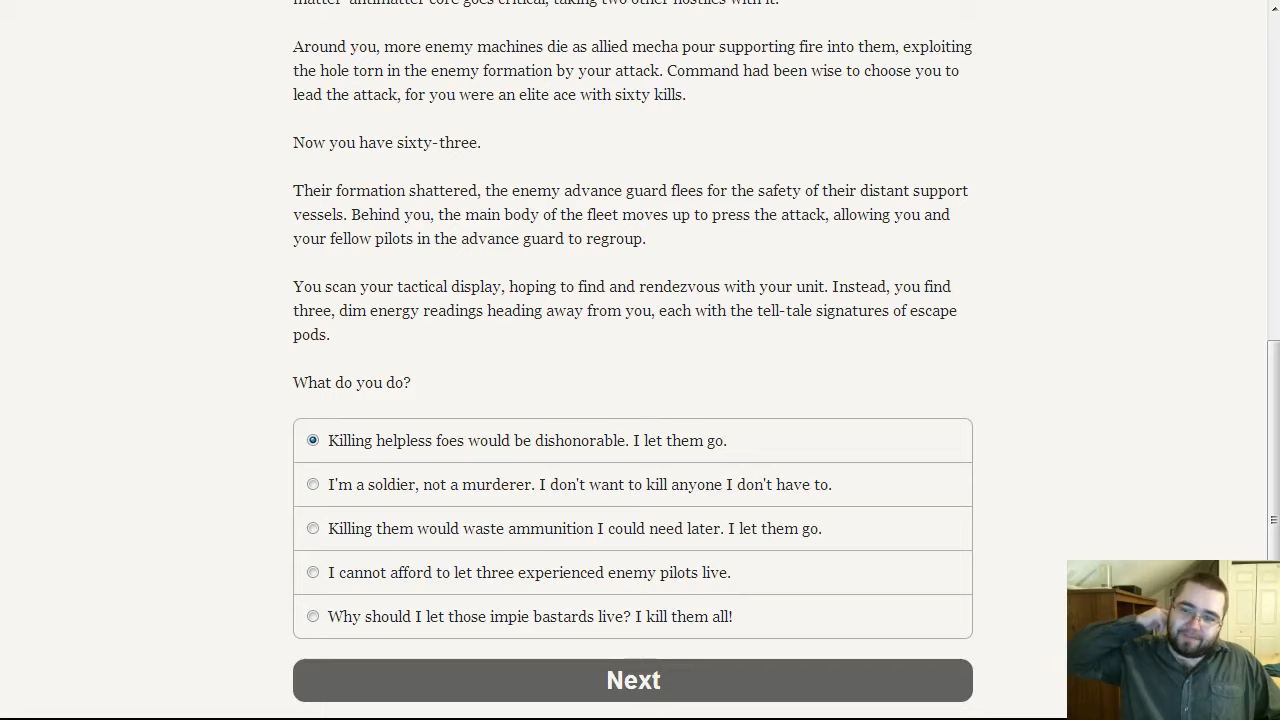 matter-antimatter core goes critical, taking two other hostiles with it.
Around you, more enemy machines die as allied mecha pour supporting fire into them, exploiting
the hole torn in the enemy formation by your attack. Command had been wise to choose you to
lead the attack, for you were an elite ace with sixty kills.
Now you have sixty-three.
Their formation shattered, the enemy advance guard flees for the safety of their distant support
vessels. Behind you, the main body of the fleet moves up to press the attack, allowing you and
your fellow pilots in the advance guard to regroup.
You scan your tactical display, hoping to find and rendezvous with your unit. Instead, you find
three, dim energy readings heading away from you, each with the tell-tale signatures of escape
pods.
What do you do?
Killing helpless foes would be dishonorable. I let them go.
I'm a soldier, not a murderer. I don't want to kill anyone I don't have to.
Killing them would waste ammunition I could need later. I let them go.
I cannot afford to let three experienced enemy pilots live.
Why should I let those impie bastards live? I kill them all!
Next